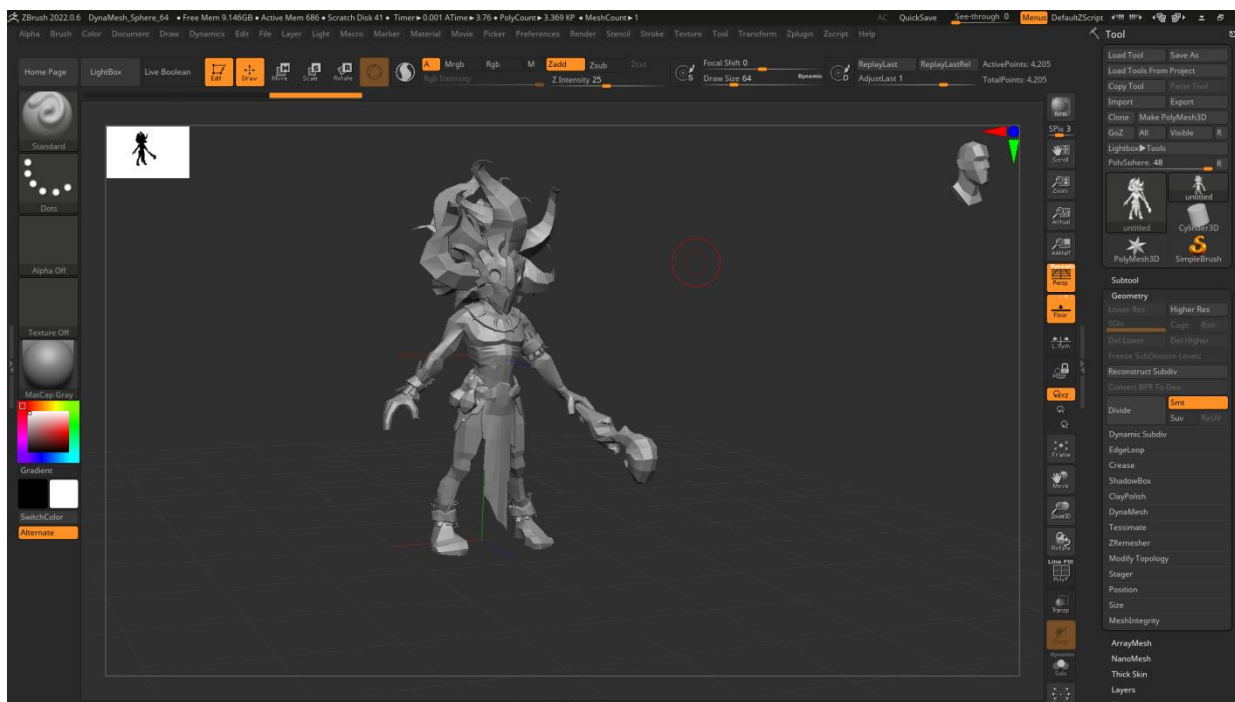 ZBrush 2022.0.6 DynaMesh_Sphere_64 • Free Mem 9.146GB • Active Mem 686 • Scratch Disk 41 • Timer▸0.001 ATime▸3.76 • PolyCount▸3.369 KP • MeshCount▸1 AC QuickSave See-through 0 Menus DefaultZScript
Alpha Brush Color Document Draw Dynamics Edit File Layer Light Macro Marker Material Movie Picker Preferences Render Stencil Stroke Texture Tool Transform Zplugin Zscript Help
Home Page LightBox Live Boolean Edit Draw Move Scale Rotate
A Mrgb Rgb M Zadd Zsub Zcut
Rgb Intensity Z Intensity 25
Focal Shift 0
Draw Size 64 Dynamic
ReplayLast ReplayLastRel
AdjustLast 1
ActivePoints: 4,205
TotalPoints: 4,205
Standard
Dots
Alpha Off
Texture Off
MatCap Gray
Gradient
SwitchColor
Alternate
BPR
SPix 3
Scroll
Zoom
Actual
AAHalf
Persp
Floor
L.Sym
Qxyz
Frame
Move
Zoom3D
Rotate
Line Fill
PolyF
Transp
Dynamic
Solo
Tool
Load Tool Save As
Load Tools From Project
Copy Tool Paste Tool
Import Export
Clone Make PolyMesh3D
GoZ All Visible R
Lightbox▸Tools
PolySphere. 48 R
untitled
untitled
Cylinder3D
PolyMesh3D SimpleBrush
Subtool
Geometry
Lower Res Higher Res
SDiv Cage Rstr
Del Lower Del Higher
Freeze SubDivision Levels
Reconstruct Subdiv
Convert BPR To Geo
Divide Smt
Suv ReUV
Dynamic Subdiv
EdgeLoop
Crease
ShadowBox
ClayPolish
DynaMesh
Tessimate
ZRemesher
Modify Topology
Stager
Position
Size
MeshIntegrity
ArrayMesh
NanoMesh
Thick Skin
Layers